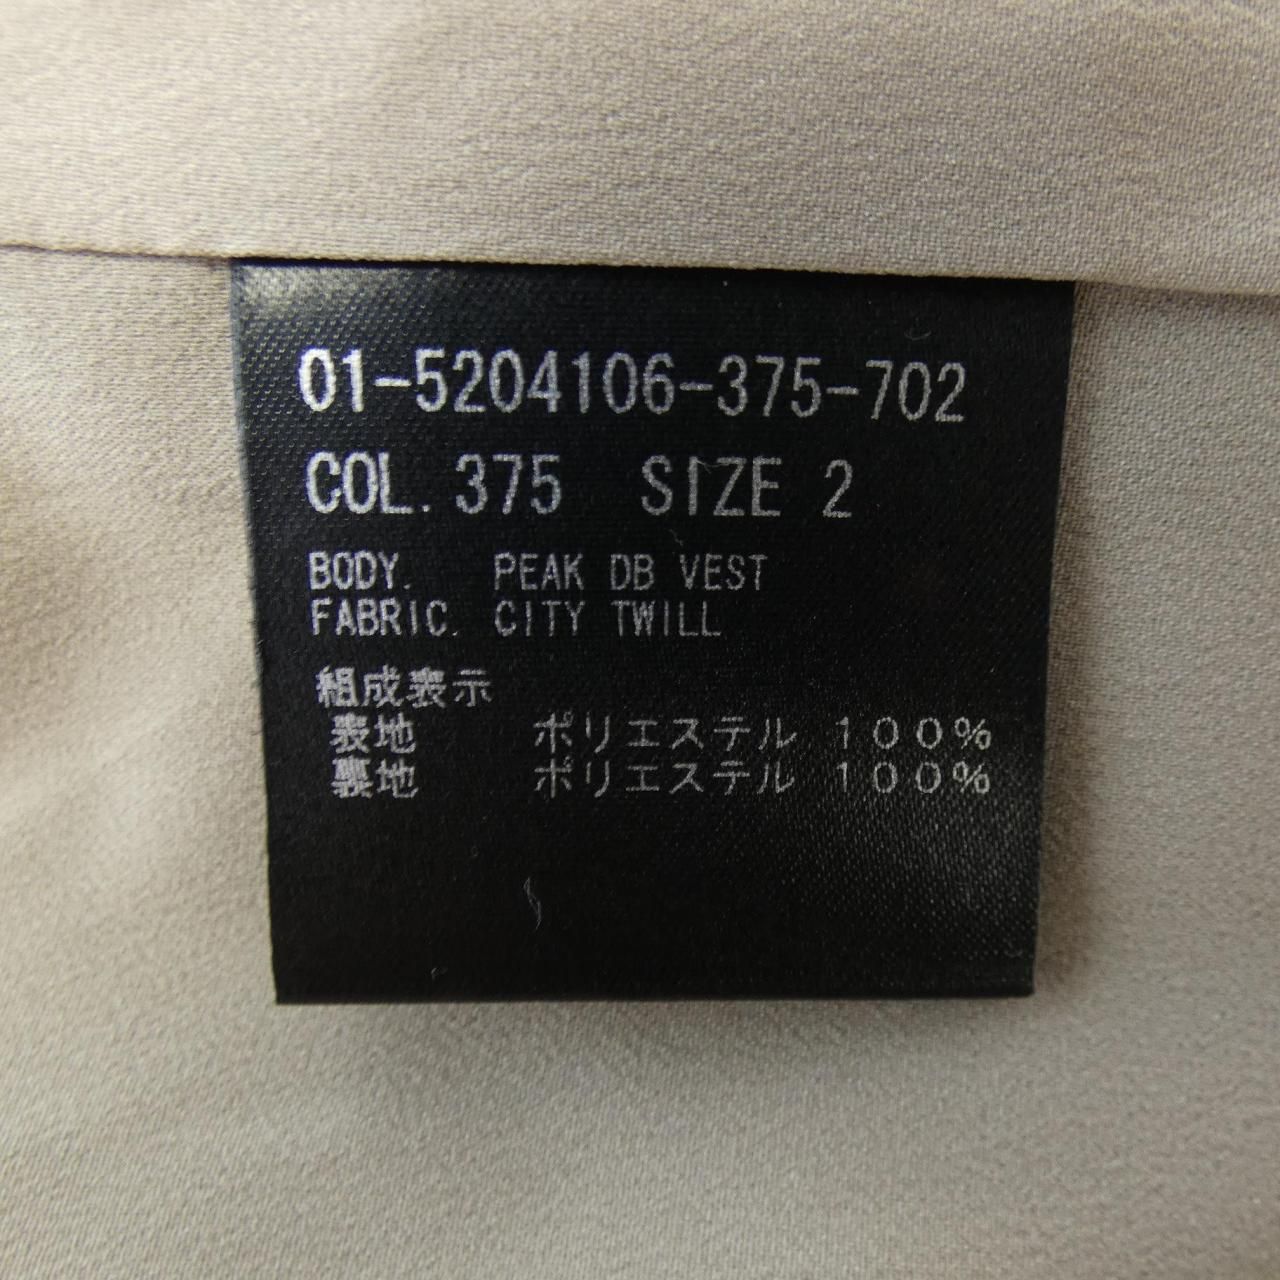 01-5204106-375-702
COL. 375 SIZE 2
BODY. PEAK DB VEST
FABRIC. CITY TWILL
組成表示
表地 ポリエステル １００％
裏地 ポリエステル １００％